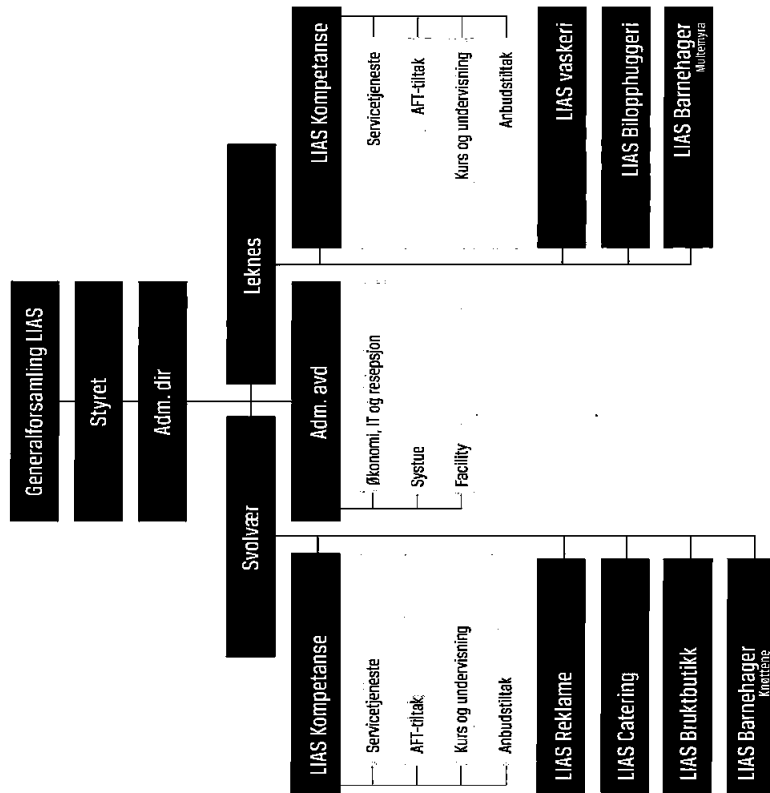 Generalforsamling LIAS
Styret
Adm. dir
Svolvær
Leknes
LIAS Kompetanse
Servicetjeneste
AFT-tiltak
Kurs og undervisning
Anbudstiltak
LIAS Reklame
LIAS Catering
LIAS Bruktbutikk
LIAS Barnehager
Knøttene
Adm. avd
Økonomi, IT og resepsjon
Systue
Facility
LIAS Kompetanse
Servicetjeneste
AFT-tiltak
Kurs og undervisning
Anbudstiltak
LIAS vaskeri
LIAS Bilopphuggeri
LIAS Barnehager
Multemyra